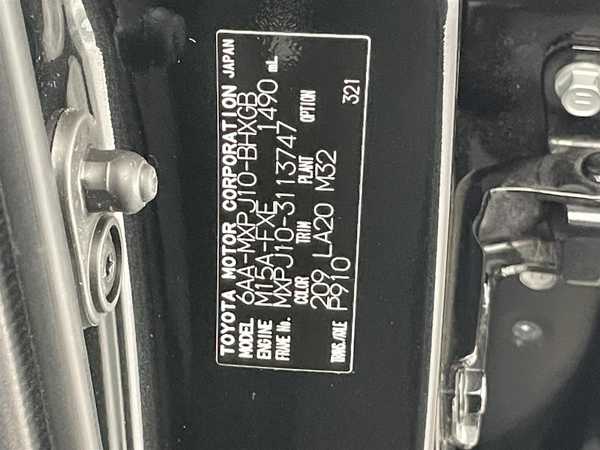 TOYOTA MOTOR CORPORATION JAPAN
MODEL 6AA-MXPJ10-BHXGB
ENGINE M15A-FXE 1490 mL
FRAME No. MXPJ10-3113747
COLOR TRIM PLANT OPTION
209 LA20 M32
TRANS./AXLE P910 321